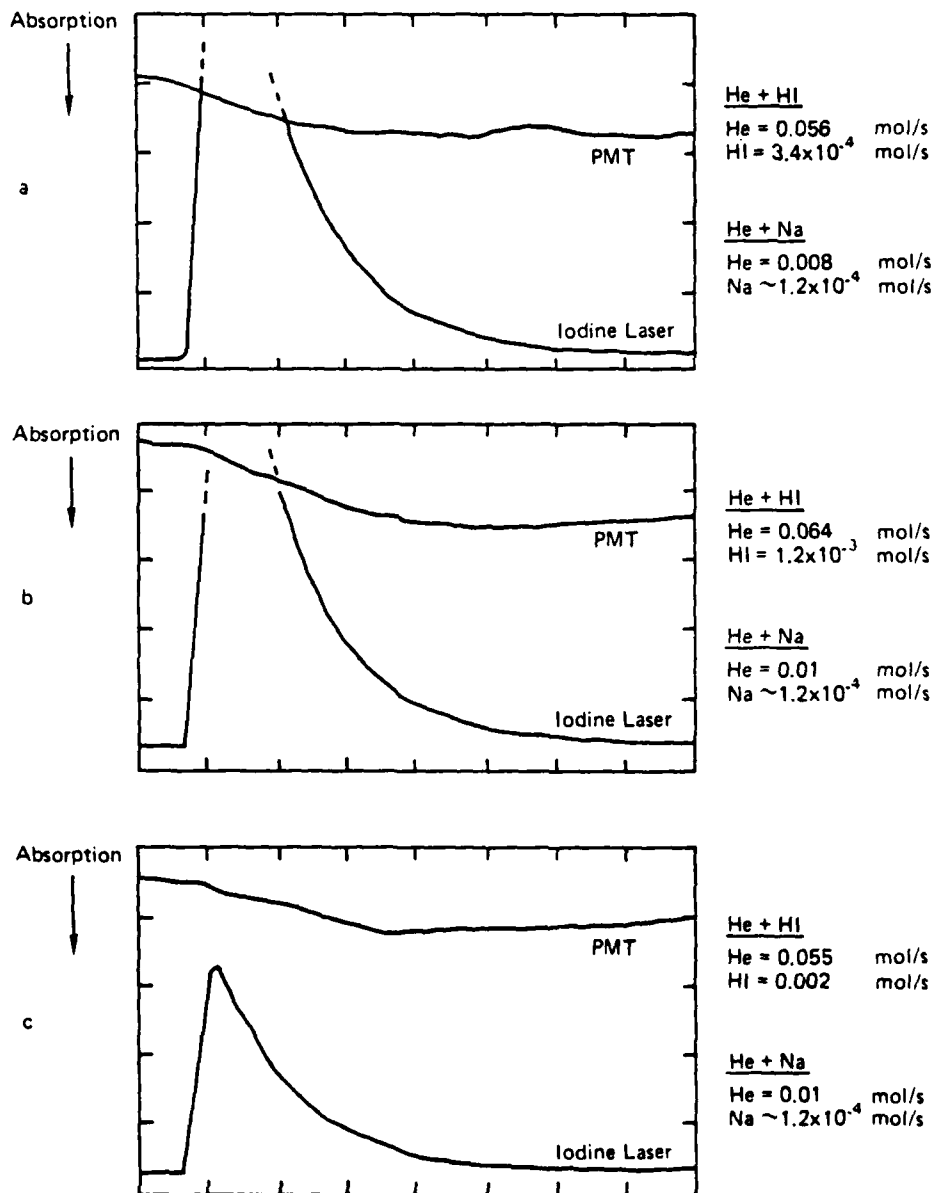 Absorption
a
PMT
Iodine Laser
He + HI
He = 0.056 mol/s
HI = 3.4x10⁻⁴ mol/s
He + Na
He = 0.008 mol/s
Na ~1.2x10⁻⁴ mol/s
Absorption
b
PMT
Iodine Laser
He + HI
He = 0.064 mol/s
HI = 1.2x10⁻³ mol/s
He + Na
He = 0.01 mol/s
Na ~1.2x10⁻⁴ mol/s
Absorption
c
PMT
Iodine Laser
He + HI
He = 0.055 mol/s
HI = 0.002 mol/s
He + Na
He = 0.01 mol/s
Na ~1.2x10⁻⁴ mol/s